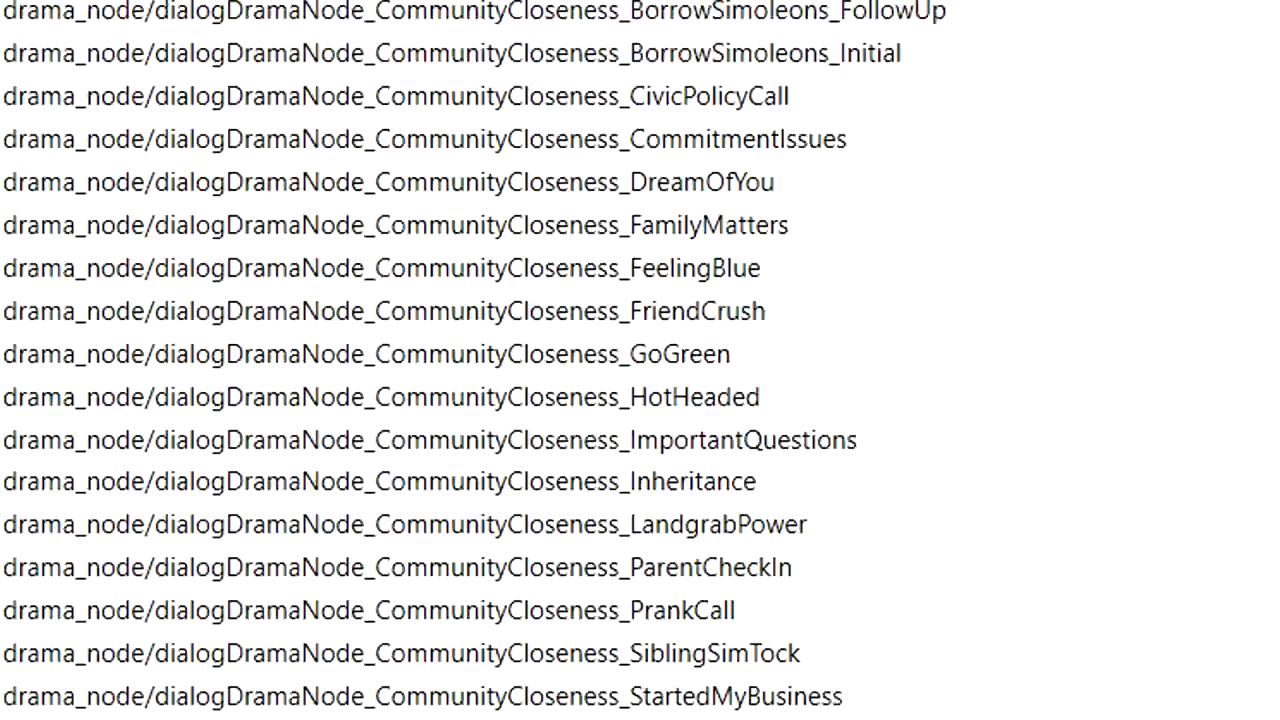 drama_node/dialogDramaNode_CommunityCloseness_BorrowSimoleons_FollowUp
drama_node/dialogDramaNode_CommunityCloseness_BorrowSimoleons_Initial
drama_node/dialogDramaNode_CommunityCloseness_CivicPolicyCall
drama_node/dialogDramaNode_CommunityCloseness_CommitmentIssues
drama_node/dialogDramaNode_CommunityCloseness_DreamOfYou
drama_node/dialogDramaNode_CommunityCloseness_FamilyMatters
drama_node/dialogDramaNode_CommunityCloseness_FeelingBlue
drama_node/dialogDramaNode_CommunityCloseness_FriendCrush
drama_node/dialogDramaNode_CommunityCloseness_GoGreen
drama_node/dialogDramaNode_CommunityCloseness_HotHeaded
drama_node/dialogDramaNode_CommunityCloseness_ImportantQuestions
drama_node/dialogDramaNode_CommunityCloseness_Inheritance
drama_node/dialogDramaNode_CommunityCloseness_LandgrabPower
drama_node/dialogDramaNode_CommunityCloseness_ParentCheckIn
drama_node/dialogDramaNode_CommunityCloseness_PrankCall
drama_node/dialogDramaNode_CommunityCloseness_SiblingSimTock
drama_node/dialogDramaNode_CommunityCloseness_StartedMyBusiness